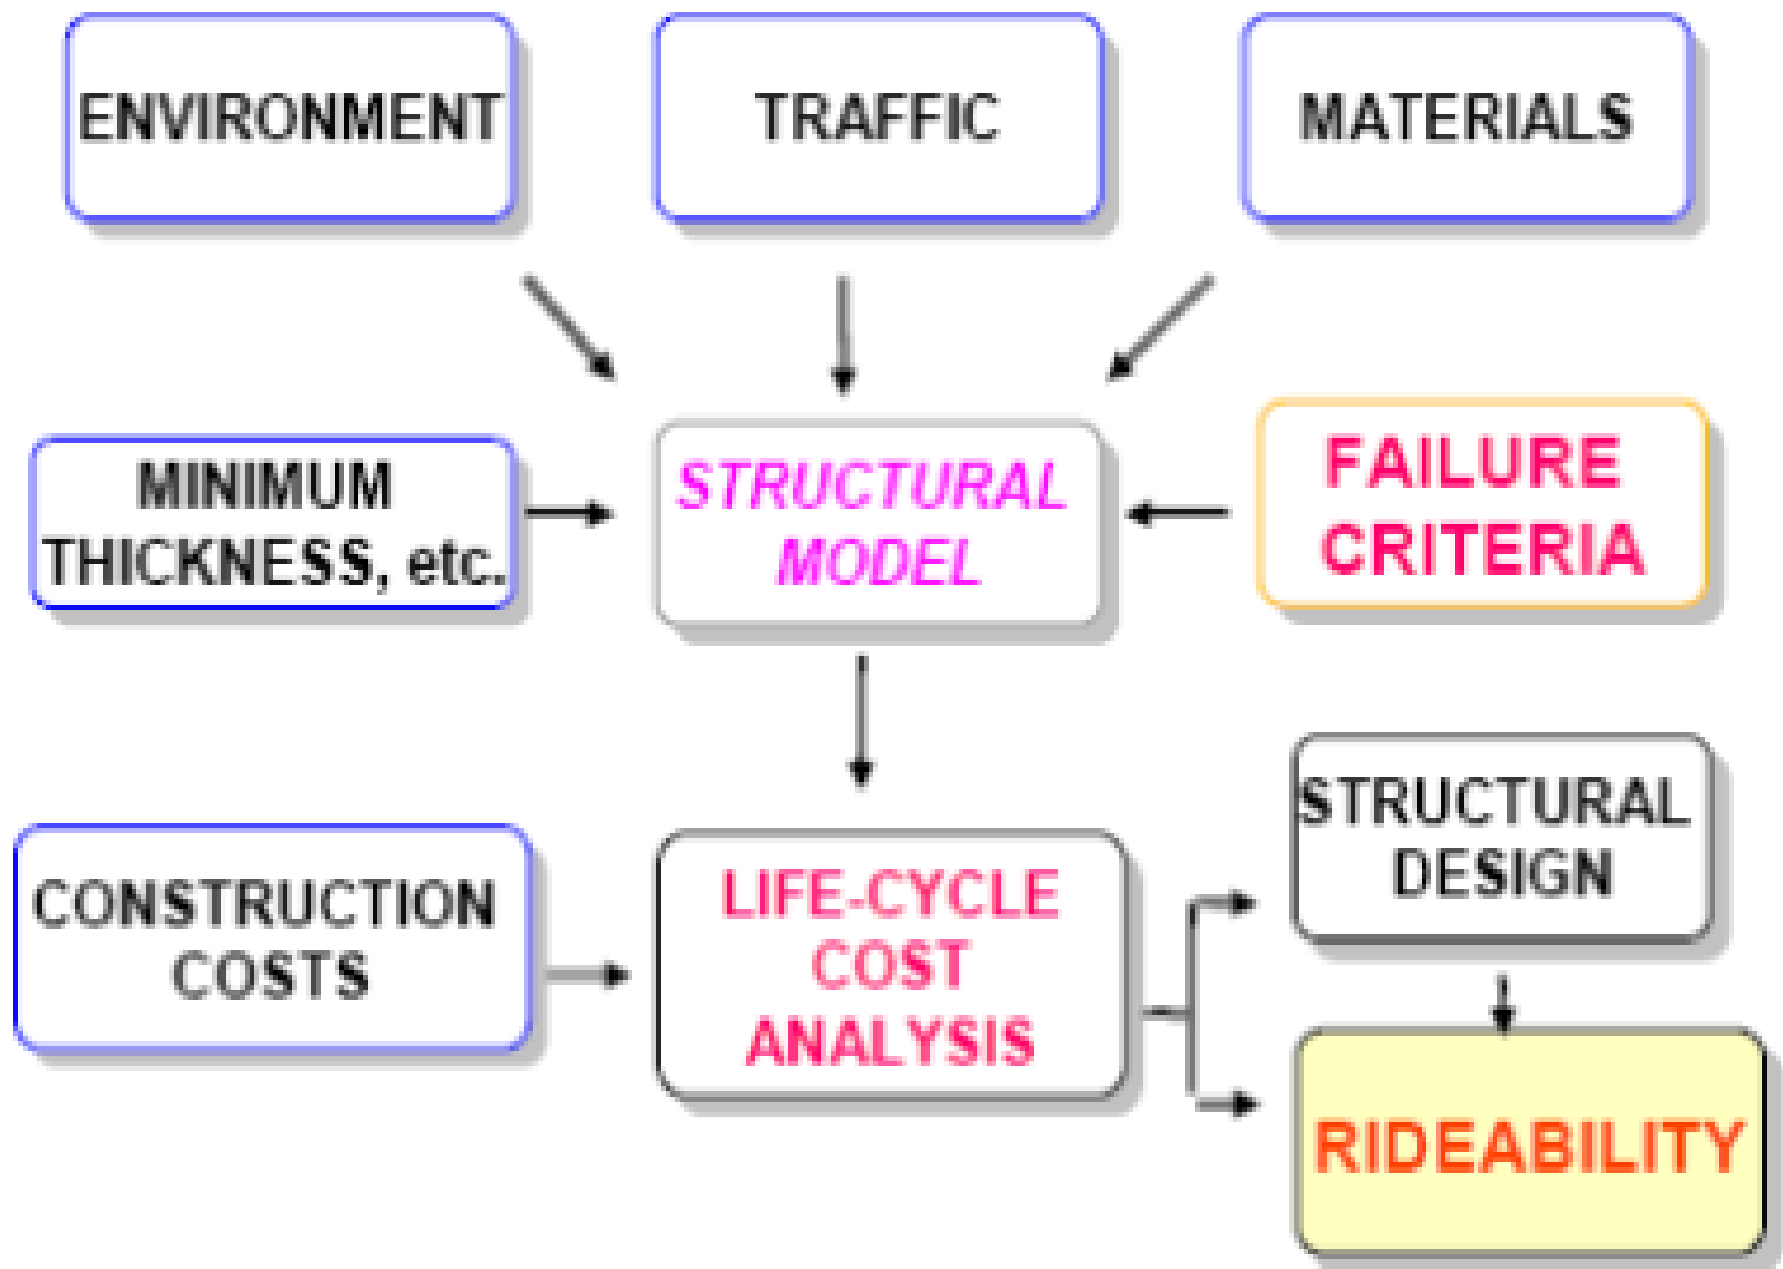 ENVIRONMENT
TRAFFIC
MATERIALS
MINIMUM
THICKNESS, etc.
STRUCTURAL
MODEL
FAILURE
CRITERIA
CONSTRUCTION
COSTS
LIFE-CYCLE
COST
ANALYSIS
STRUCTURAL
DESIGN
RIDEABILITY